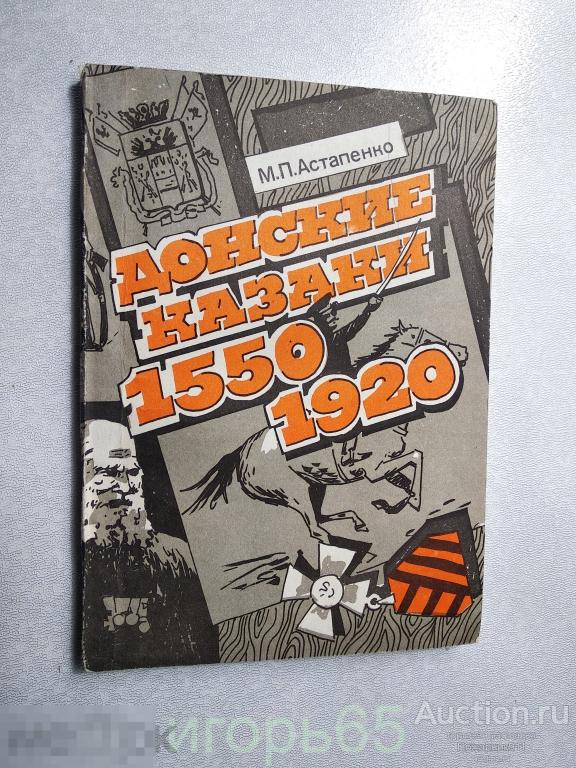 М.П.Астапенко
ДОНСКИЕ
КАЗАКИ
1550
1920
Auction.ru
игорь65